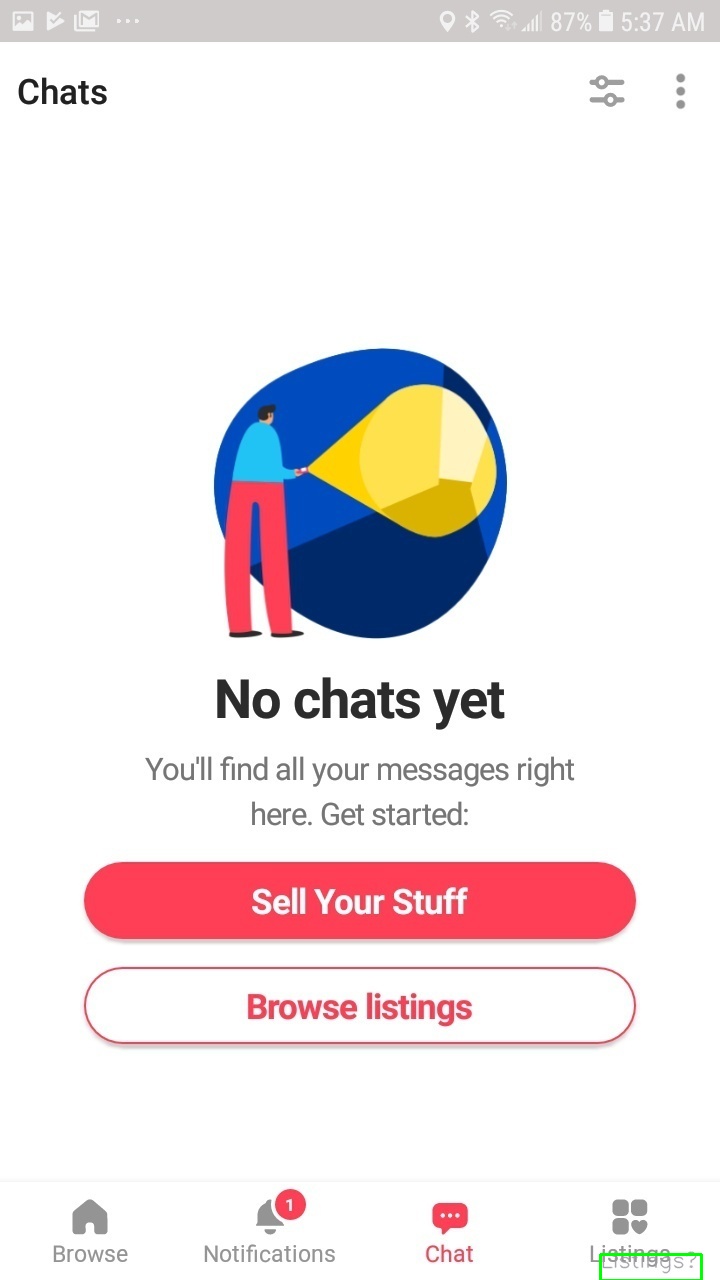 87% 5:37 AM
Chats
No chats yet
You'll find all your messages right
here. Get started:
Sell Your Stuff
Browse listings
1
Browse Notifications Chat Listings
Listings?